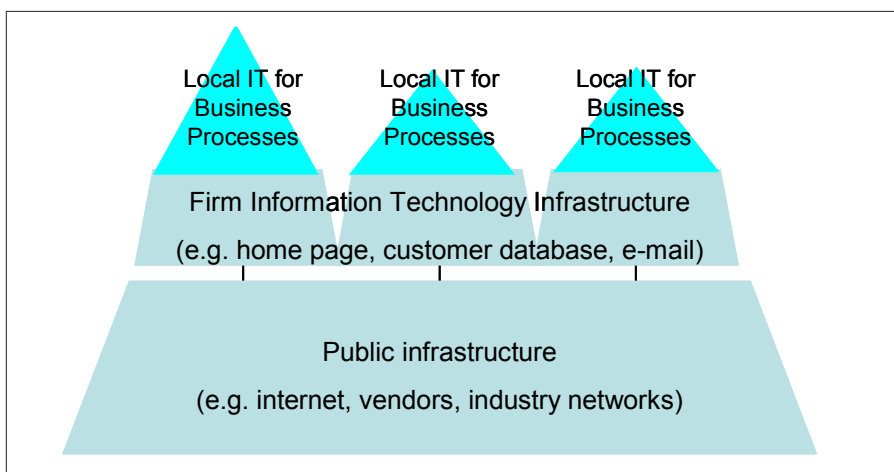 Local IT for
Business
Processes
Local IT for
Business
Processes
Local IT for
Business
Processes
Firm Information Technology Infrastructure
(e.g. home page, customer database, e-mail)
Public infrastructure
(e.g. internet, vendors, industry networks)